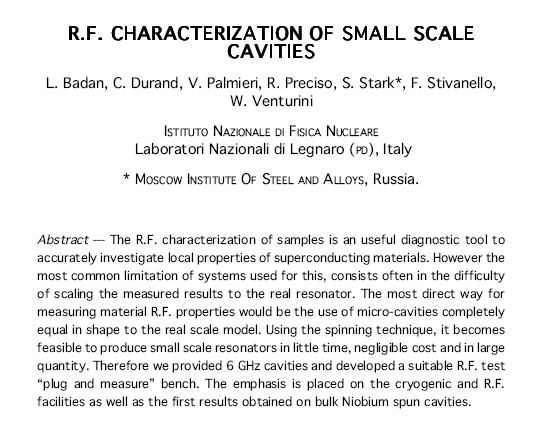 R.F. CHARACTERIZATION OF SMALL SCALE
CAVITIES
L. Badan, C. Durand, V. Palmieri, R. Preciso, S. Stark*, F. Stivanello,
W. Venturini
ISTITUTO NAZIONALE DI FISICA NUCLEARE
Laboratori Nazionali di Legnaro (PD), Italy
* MOSCOW INSTITUTE OF STEEL AND ALLOYS, Russia.
Abstract — The R.F. characterization of samples is an useful diagnostic tool to
accurately investigate local properties of superconducting materials. However the
most common limitation of systems used for this, consists often in the difficulty
of scaling the measured results to the real resonator. The most direct way for
measuring material R.F. properties would be the use of micro-cavities completely
equal in shape to the real scale model. Using the spinning technique, it becomes
feasible to produce small scale resonators in little time, negligible cost and in large
quantity. Therefore we provided 6 GHz cavities and developed a suitable R.F. test
“plug and measure” bench. The emphasis is placed on the cryogenic and R.F.
facilities as well as the first results obtained on bulk Niobium spun cavities.